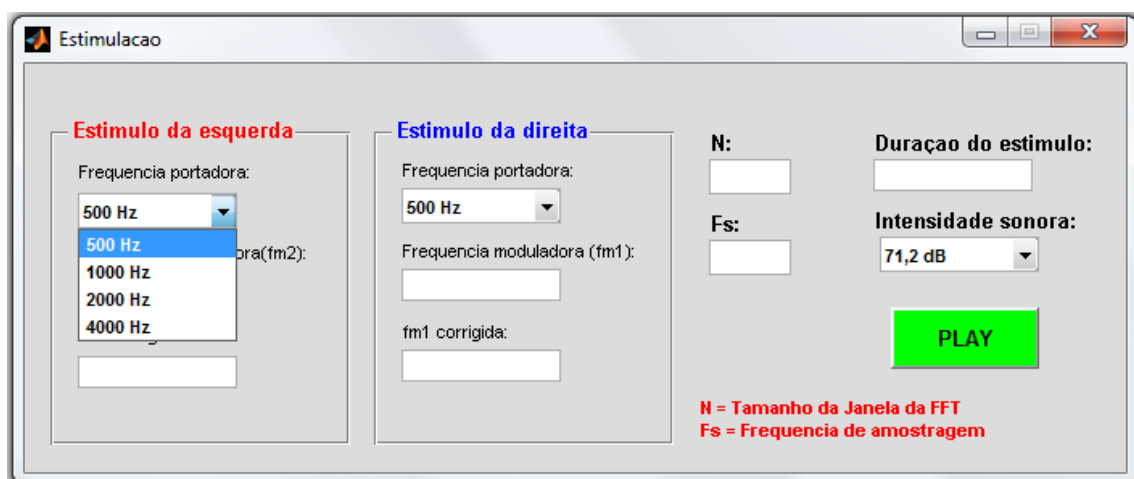 Estimulacao
Estimulo da esquerda
Frequencia portadora:
500 Hz
500 Hz
1000 Hz
2000 Hz
4000 Hz
ora(fm2):
Estimulo da direita
Frequencia portadora:
500 Hz
Frequencia moduladora (fm1):
fm1 corrigida:
N:
Fs:
Duraçao do estimulo:
Intensidade sonora:
71,2 dB
PLAY
N = Tamanho da Janela da FFT
Fs = Frequencia de amostragem